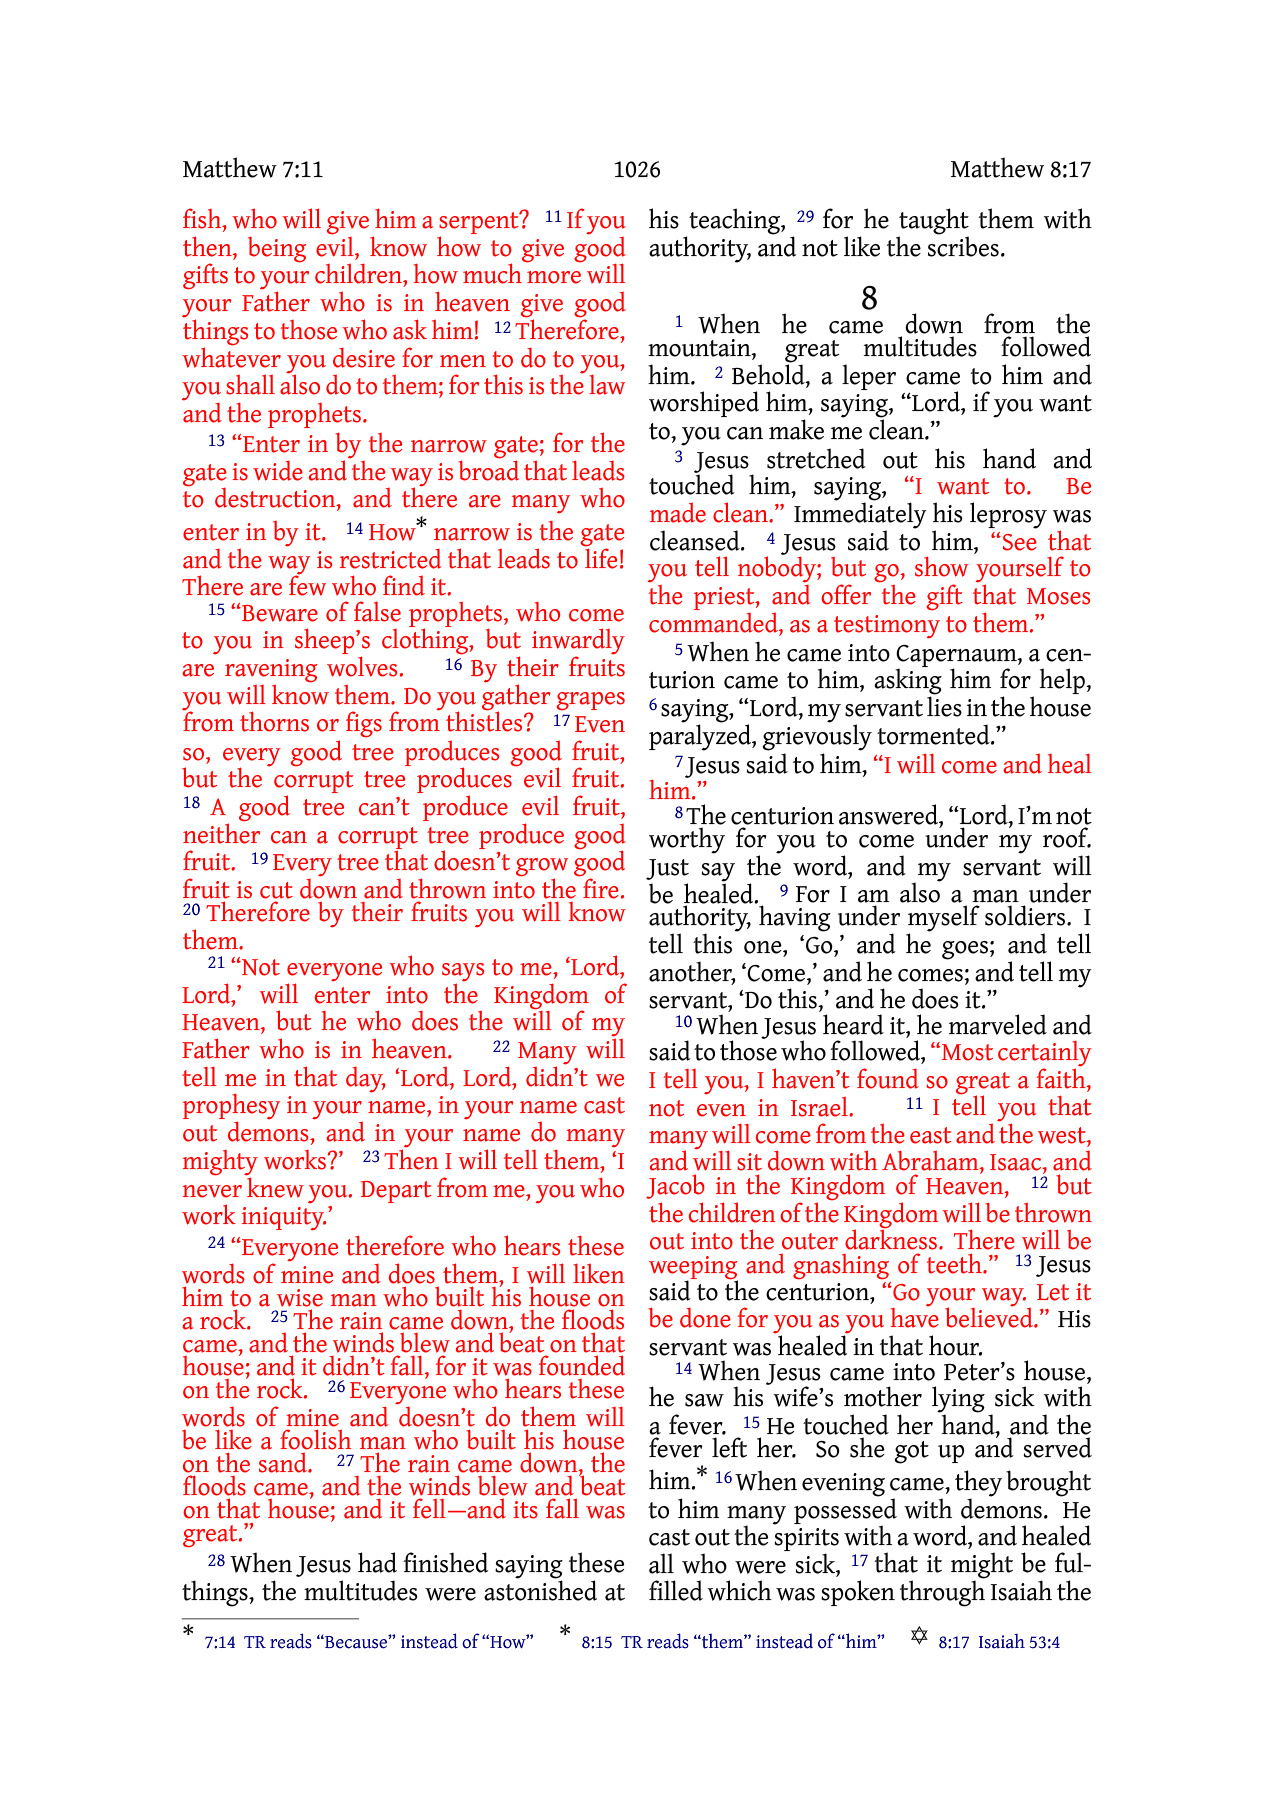 Matthew 7:11 1026 Matthew 8:17
fish, who will give him a serpent? 11 If you
then, being evil, know how to give good
gifts to your children, how much more will
your Father who is in heaven give good
things to those who ask him! 12 Therefore,
whatever you desire for men to do to you,
you shall also do to them; for this is the law
and the prophets.
13 “Enter in by the narrow gate; for the
gate is wide and the way is broad that leads
to destruction, and there are many who
enter in by it. 14 How* narrow is the gate
and the way is restricted that leads to life!
There are few who find it.
15 “Beware of false prophets, who come
to you in sheep’s clothing, but inwardly
are ravening wolves. 16 By their fruits
you will know them. Do you gather grapes
from thorns or figs from thistles? 17 Even
so, every good tree produces good fruit,
but the corrupt tree produces evil fruit.
18 A good tree can’t produce evil fruit,
neither can a corrupt tree produce good
fruit. 19 Every tree that doesn’t grow good
fruit is cut down and thrown into the fire.
20 Therefore by their fruits you will know
them.
21 “Not everyone who says to me, ‘Lord,
Lord,’ will enter into the Kingdom of
Heaven, but he who does the will of my
Father who is in heaven. 22 Many will
tell me in that day, ‘Lord, Lord, didn’t we
prophesy in your name, in your name cast
out demons, and in your name do many
mighty works?’ 23 Then I will tell them, ‘I
never knew you. Depart from me, you who
work iniquity.’
24 “Everyone therefore who hears these
words of mine and does them, I will liken
him to a wise man who built his house on
a rock. 25 The rain came down, the floods
came, and the winds blew and beat on that
house; and it didn’t fall, for it was founded
on the rock. 26 Everyone who hears these
words of mine and doesn’t do them will
be like a foolish man who built his house
on the sand. 27 The rain came down, the
floods came, and the winds blew and beat
on that house; and it fell—and its fall was
great.”
28 When Jesus had finished saying these
things, the multitudes were astonished at
his teaching, 29 for he taught them with
authority, and not like the scribes.
8
1 When he came down from the
mountain, great multitudes followed
him. 2 Behold, a leper came to him and
worshiped him, saying, “Lord, if you want
to, you can make me clean.”
3 Jesus stretched out his hand and
touched him, saying, “I want to. Be
made clean.” Immediately his leprosy was
cleansed. 4 Jesus said to him, “See that
you tell nobody; but go, show yourself to
the priest, and offer the gift that Moses
commanded, as a testimony to them.”
5 When he came into Capernaum, a cen-
turion came to him, asking him for help,
6 saying, “Lord, my servant lies in the house
paralyzed, grievously tormented.”
7 Jesus said to him, “I will come and heal
him.”
8 The centurion answered, “Lord, I’m not
worthy for you to come under my roof.
Just say the word, and my servant will
be healed. 9 For I am also a man under
authority, having under myself soldiers. I
tell this one, ‘Go,’ and he goes; and tell
another, ‘Come,’ and he comes; and tell my
servant, ‘Do this,’ and he does it.”
10 When Jesus heard it, he marveled and
said to those who followed, “Most certainly
I tell you, I haven’t found so great a faith,
not even in Israel. 11 I tell you that
many will come from the east and the west,
and will sit down with Abraham, Isaac, and
Jacob in the Kingdom of Heaven, 12 but
the children of the Kingdom will be thrown
out into the outer darkness. There will be
weeping and gnashing of teeth.” 13 Jesus
said to the centurion, “Go your way. Let it
be done for you as you have believed.” His
servant was healed in that hour.
14 When Jesus came into Peter’s house,
he saw his wife’s mother lying sick with
a fever. 15 He touched her hand, and the
fever left her. So she got up and served
him.* 16 When evening came, they brought
to him many possessed with demons. He
cast out the spirits with a word, and healed
all who were sick, 17 that it might be ful-
filled which was spoken through Isaiah the
* 7:14 TR reads “Because” instead of “How” * 8:15 TR reads “them” instead of “him” ✡ 8:17 Isaiah 53:4